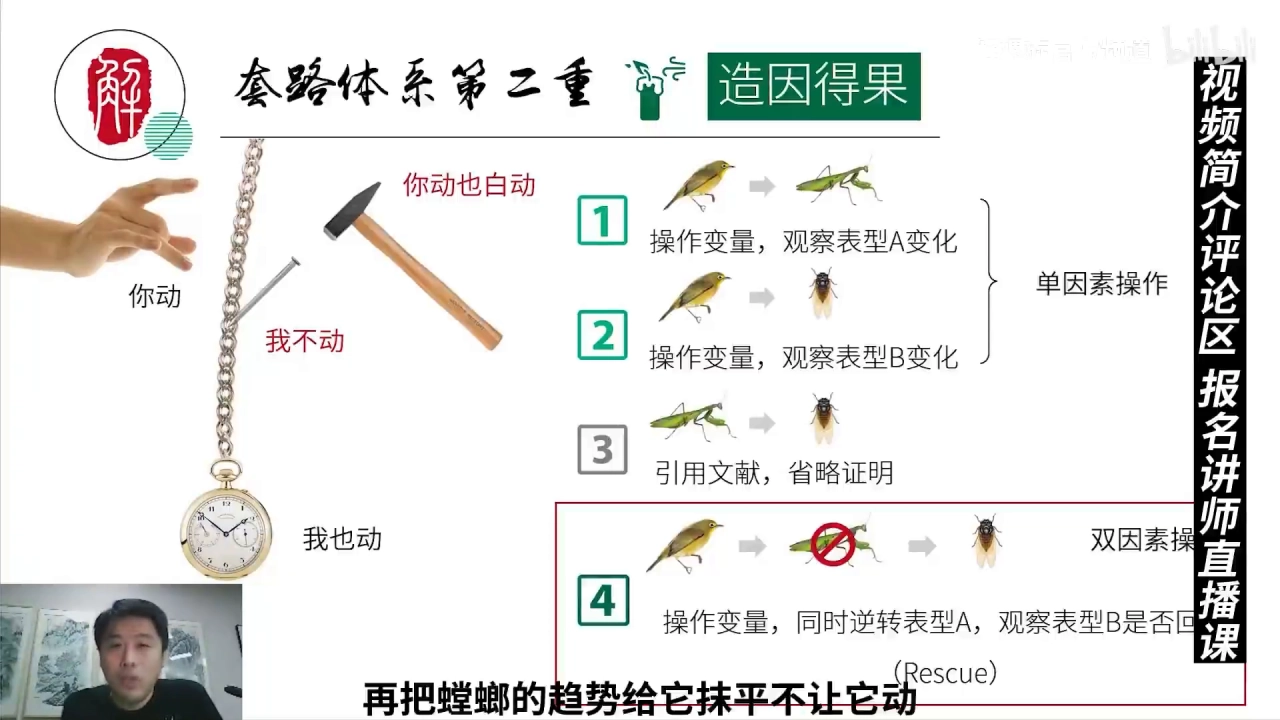 解
套路体系第二重
造因得果
bilibili
你动也白动
你动
我不动
我也动
1
操作变量，观察表型A变化
2
操作变量，观察表型B变化
单因素操作
3
引用文献，省略证明
双因素操
4
操作变量，同时逆转表型A，观察表型B是否回
（Rescue）
再把螳螂的趋势给它抹平不让它动
视频简介评论区 报名讲师直播课